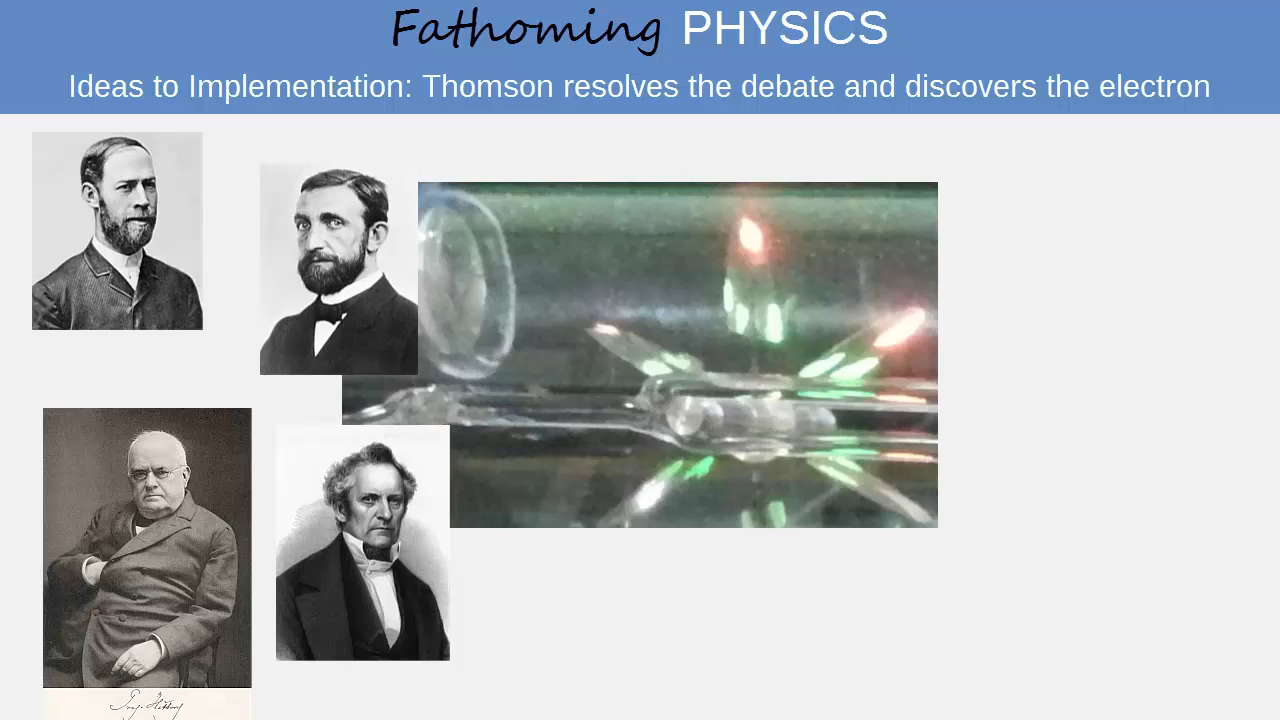 Fathoming PHYSICS
Ideas to Implementation: Thomson resolves the debate and discovers the electron